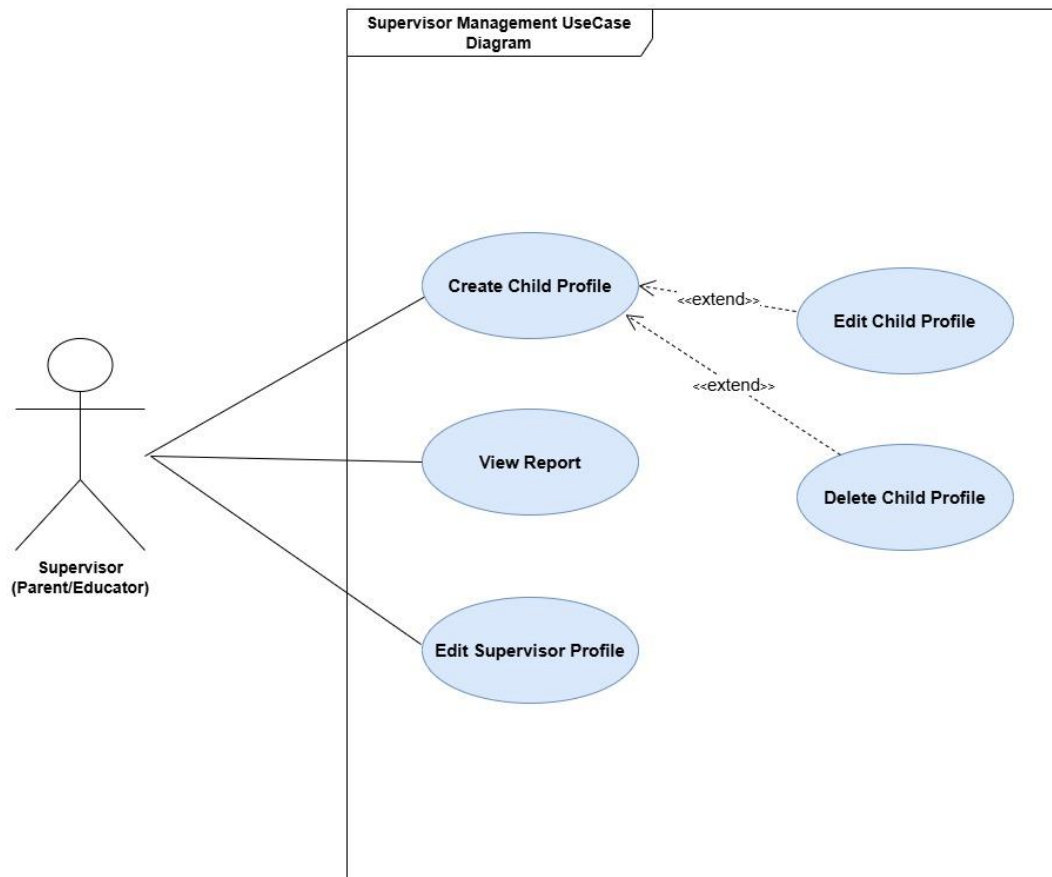 Supervisor Management UseCase
Diagram
Create Child Profile
<<extend>>
Edit Child Profile
<<extend>>
View Report
Delete Child Profile
Supervisor
(Parent/Educator)
Edit Supervisor Profile